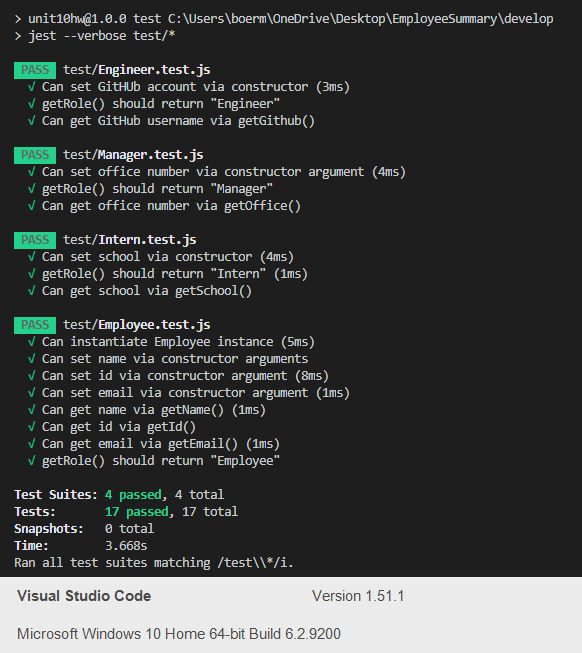 > unit10hw@1.0.0 test C:\Users\boerm\OneDrive\Desktop\EmployeeSummary\develop
> jest --verbose test/*
PASS test/Engineer.test.js
√ Can set GitHUb account via constructor (3ms)
√ getRole() should return "Engineer"
√ Can get GitHub username via getGithub()
PASS test/Manager.test.js
√ Can set office number via constructor argument (4ms)
√ getRole() should return "Manager"
√ Can get office number via getOffice()
PASS test/Intern.test.js
√ Can set school via constructor (4ms)
√ getRole() should return "Intern" (1ms)
√ Can get school via getSchool()
PASS test/Employee.test.js
√ Can instantiate Employee instance (5ms)
√ Can set name via constructor arguments
√ Can set id via constructor argument (8ms)
√ Can set email via constructor argument (1ms)
√ Can get name via getName() (1ms)
√ Can get id via getId()
√ Can get email via getEmail() (1ms)
√ getRole() should return "Employee"
Test Suites: 4 passed, 4 total
Tests: 17 passed, 17 total
Snapshots: 0 total
Time: 3.668s
Ran all test suites matching /test\\*/i.
Visual Studio Code Version 1.51.1
Microsoft Windows 10 Home 64-bit Build 6.2.9200